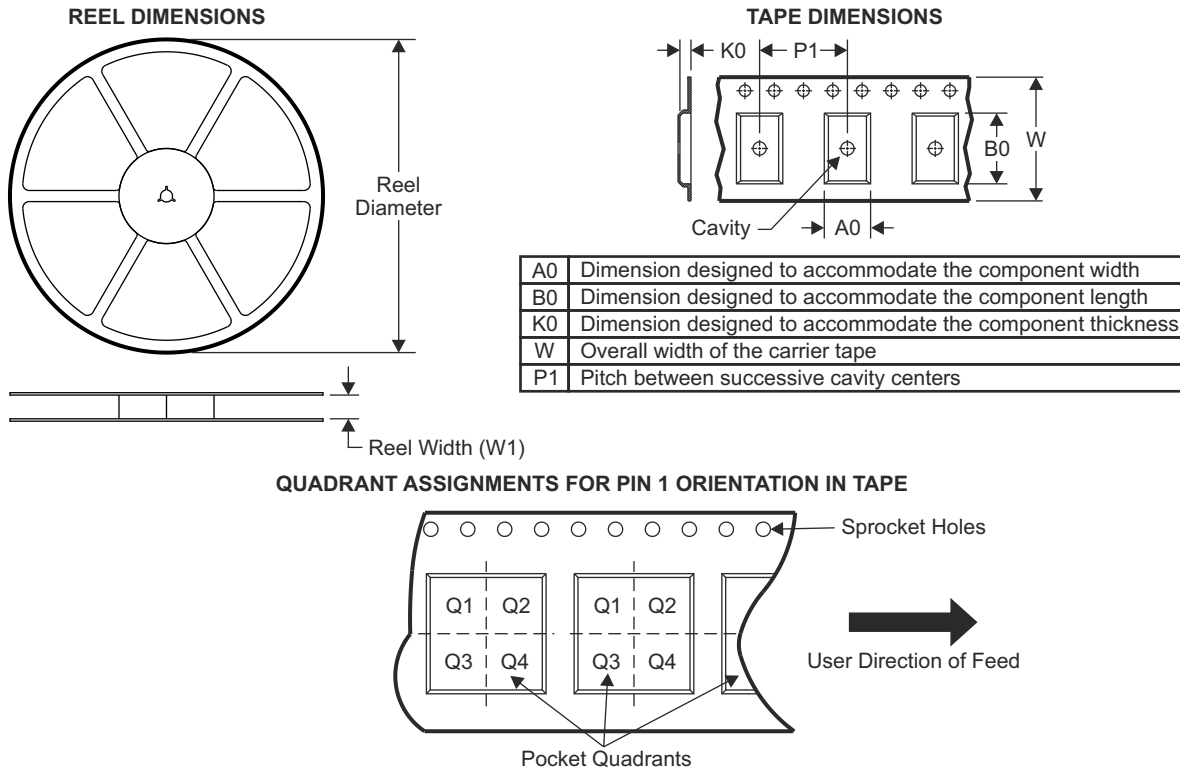 REEL DIMENSIONS
Reel
Diameter
Reel Width (W1)
TAPE DIMENSIONS
K0
P1
B0
W
Cavity
A0
A0 Dimension designed to accommodate the component width
B0 Dimension designed to accommodate the component length
K0 Dimension designed to accommodate the component thickness
W Overall width of the carrier tape
P1 Pitch between successive cavity centers
QUADRANT ASSIGNMENTS FOR PIN 1 ORIENTATION IN TAPE
Sprocket Holes
Q1 Q2 Q1 Q2
Q3 Q4 Q3 Q4
User Direction of Feed
Pocket Quadrants